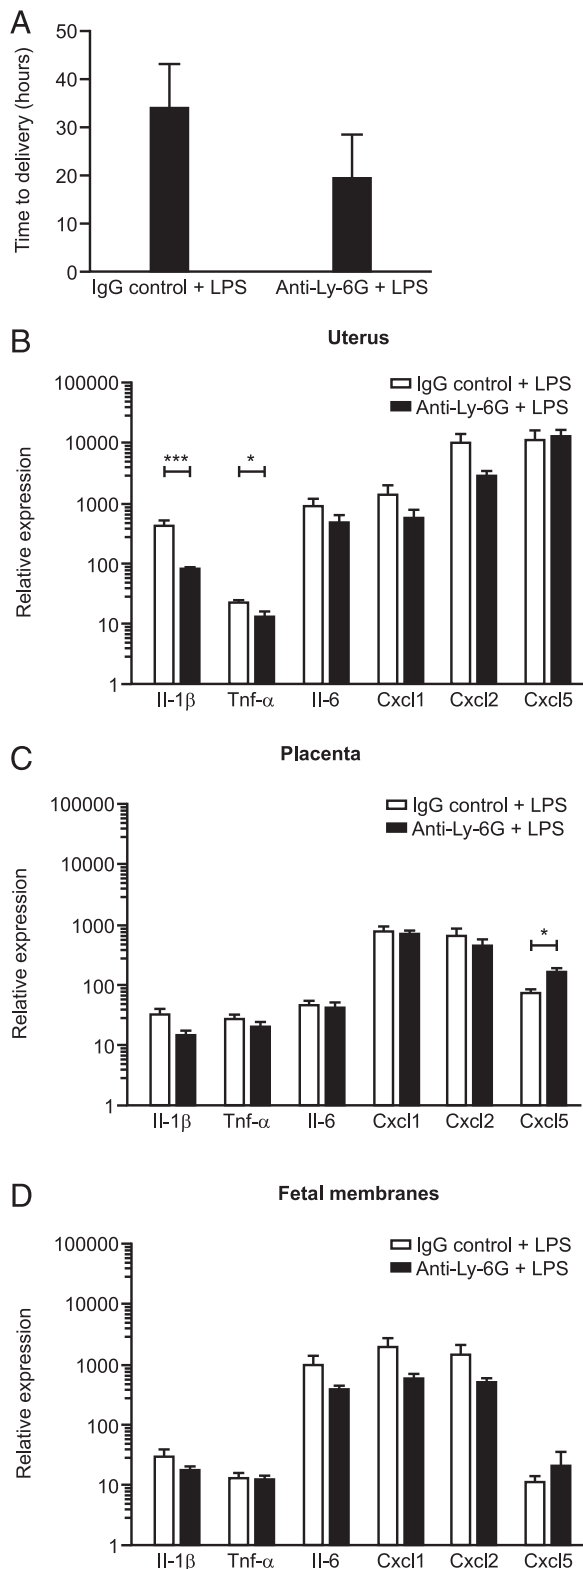 A
Time to delivery (hours)
50
40
30
20
10
0
IgG control + LPS
Anti-Ly-6G + LPS
B
Uterus
Relative expression
100000
10000
1000
100
10
1
IgG control + LPS
Anti-Ly-6G + LPS
***
*
Il-1β Tnf-α Il-6 Cxcl1 Cxcl2 Cxcl5
C
Placenta
Relative expression
100000
10000
1000
100
10
1
IgG control + LPS
Anti-Ly-6G + LPS
*
Il-1β Tnf-α Il-6 Cxcl1 Cxcl2 Cxcl5
D
Fetal membranes
Relative expression
100000
10000
1000
100
10
1
IgG control + LPS
Anti-Ly-6G + LPS
Il-1β Tnf-α Il-6 Cxcl1 Cxcl2 Cxcl5